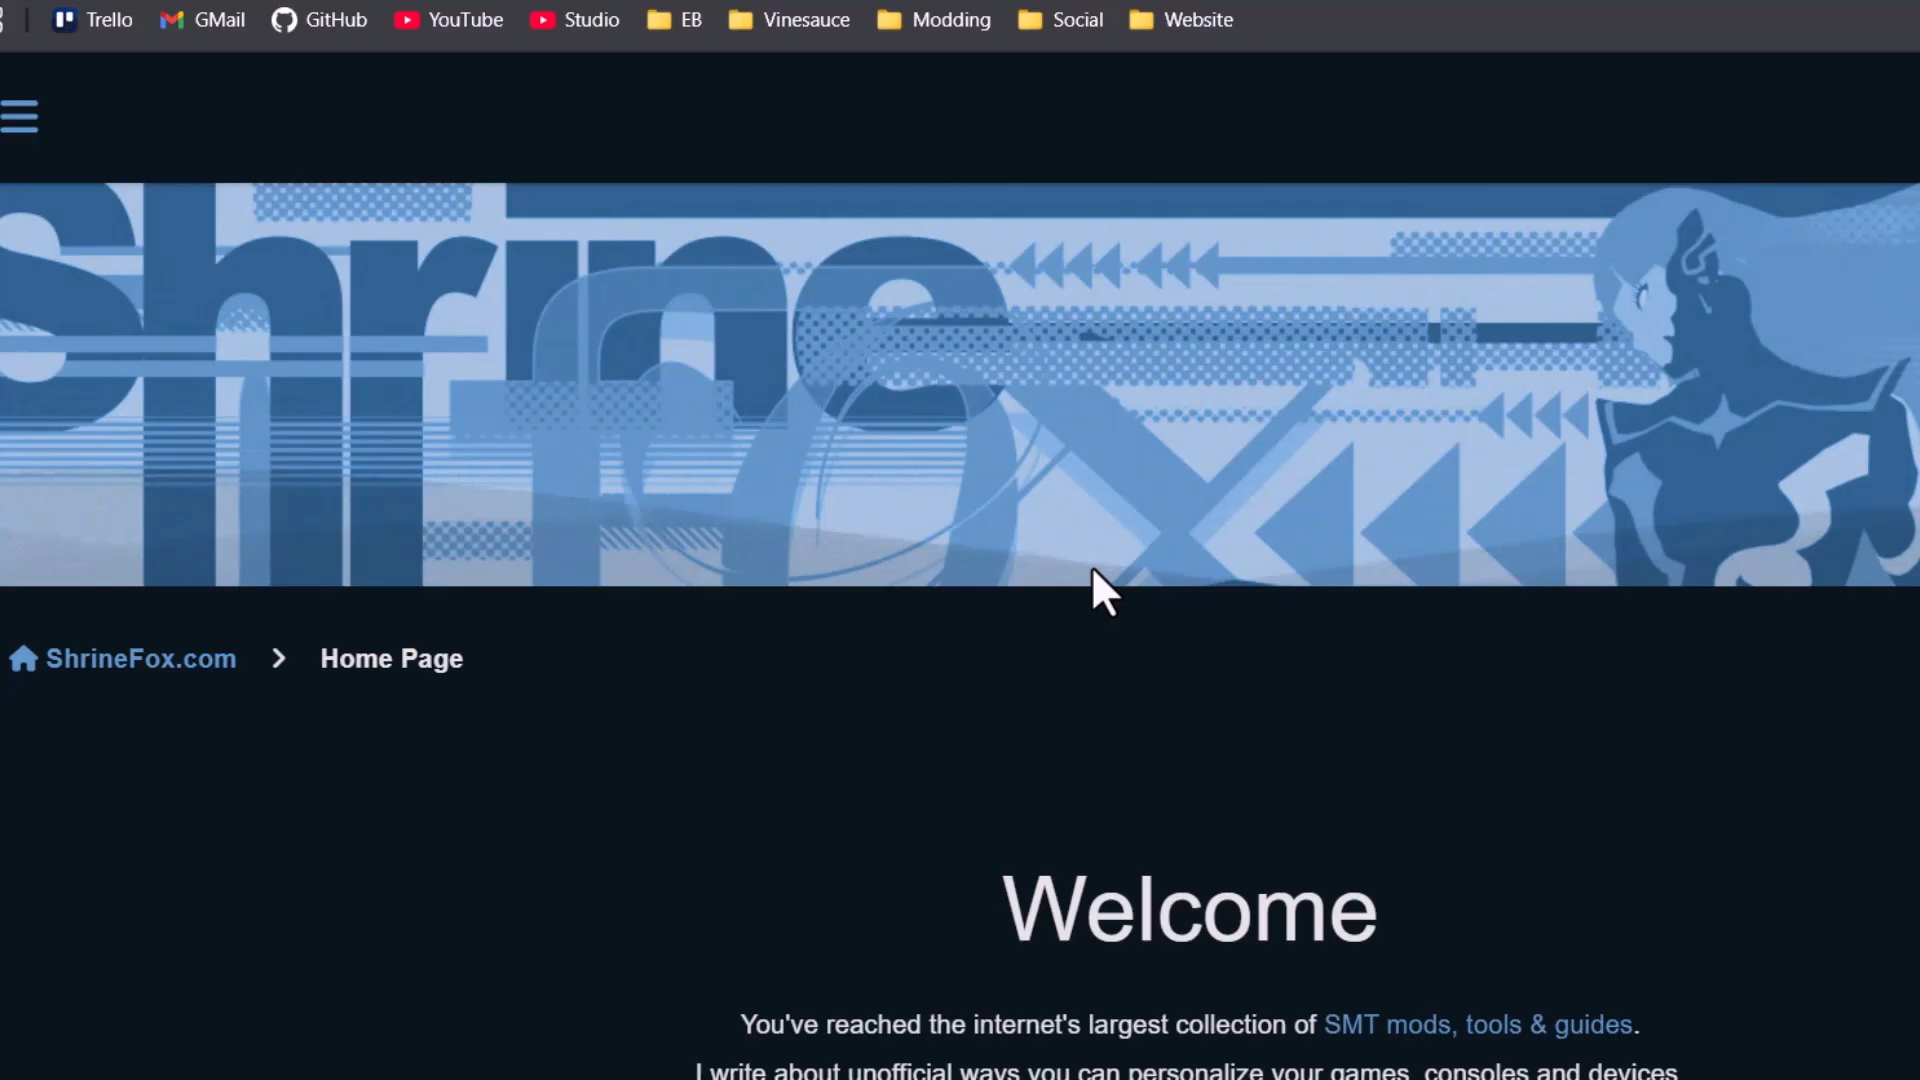 Trello GMail GitHub YouTube Studio EB Vinesauce Modding Social Website
Shrine
fox
ShrineFox.com > Home Page
Welcome
You've reached the internet's largest collection of SMT mods, tools & guides.
I write about unofficial ways you can personalize your games, consoles and devices